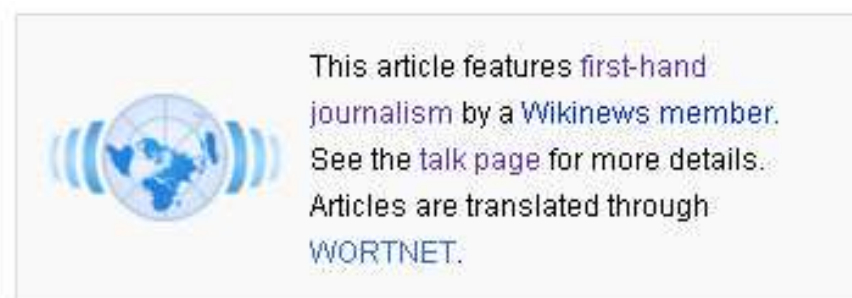 This article features first-hand
journalism by a Wikinews member.
See the talk page for more details.
Articles are translated through
WORTNET.